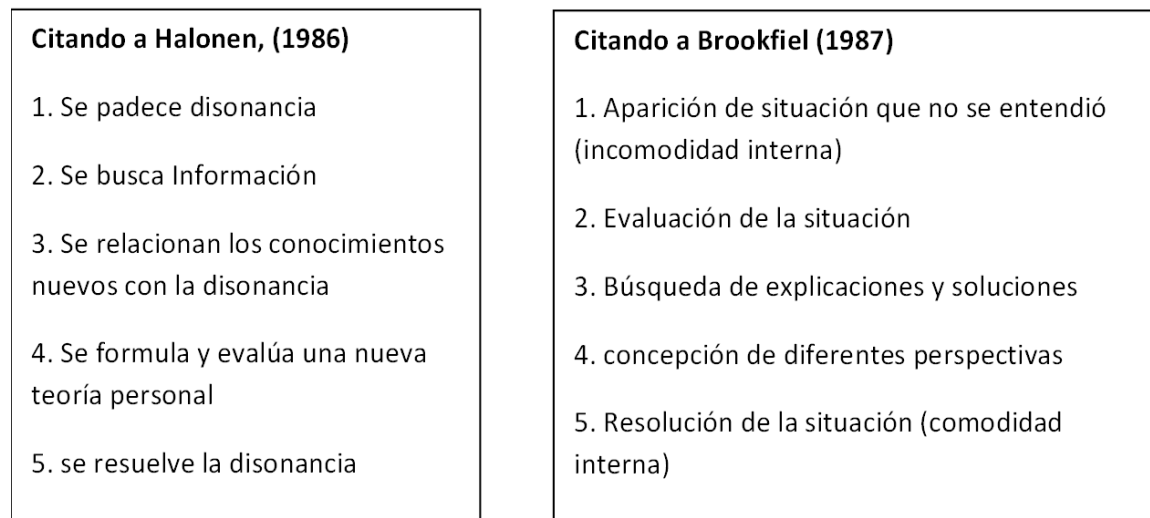 Citando a Halonen, (1986)
1. Se padece disonancia
2. Se busca Información
3. Se relacionan los conocimientos
nuevos con la disonancia
4. Se formula y evalúa una nueva
teoría personal
5. se resuelve la disonancia
Citando a Brookfiel (1987)
1. Aparición de situación que no se entendió
(incomodidad interna)
2. Evaluación de la situación
3. Búsqueda de explicaciones y soluciones
4. concepción de diferentes perspectivas
5. Resolución de la situación (comodidad
interna)